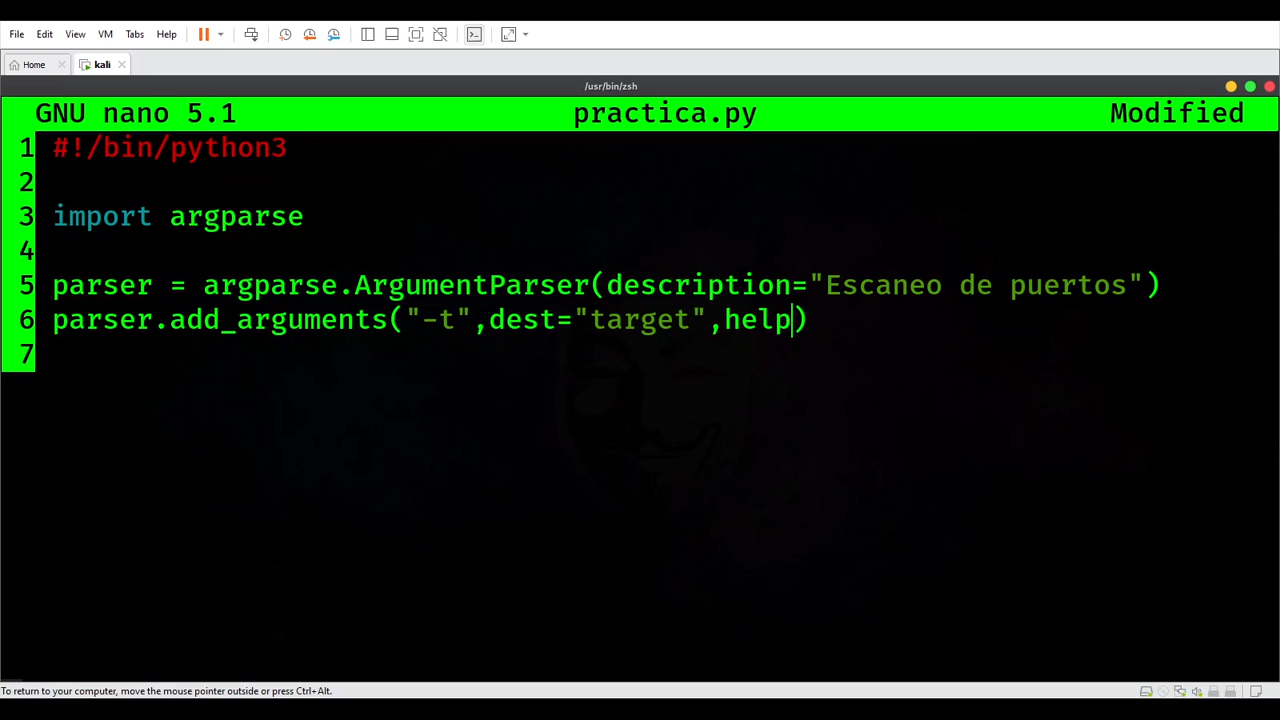 File Edit View VM Tabs Help
Home kali
/usr/bin/zsh
GNU nano 5.1 practica.py Modified
1 #!/bin/python3
2
3 import argparse
4
5 parser = argparse.ArgumentParser(description="Escaneo de puertos")
6 parser.add_arguments("-t",dest="target",help)
7
To return to your computer, move the mouse pointer outside or press Ctrl+Alt.